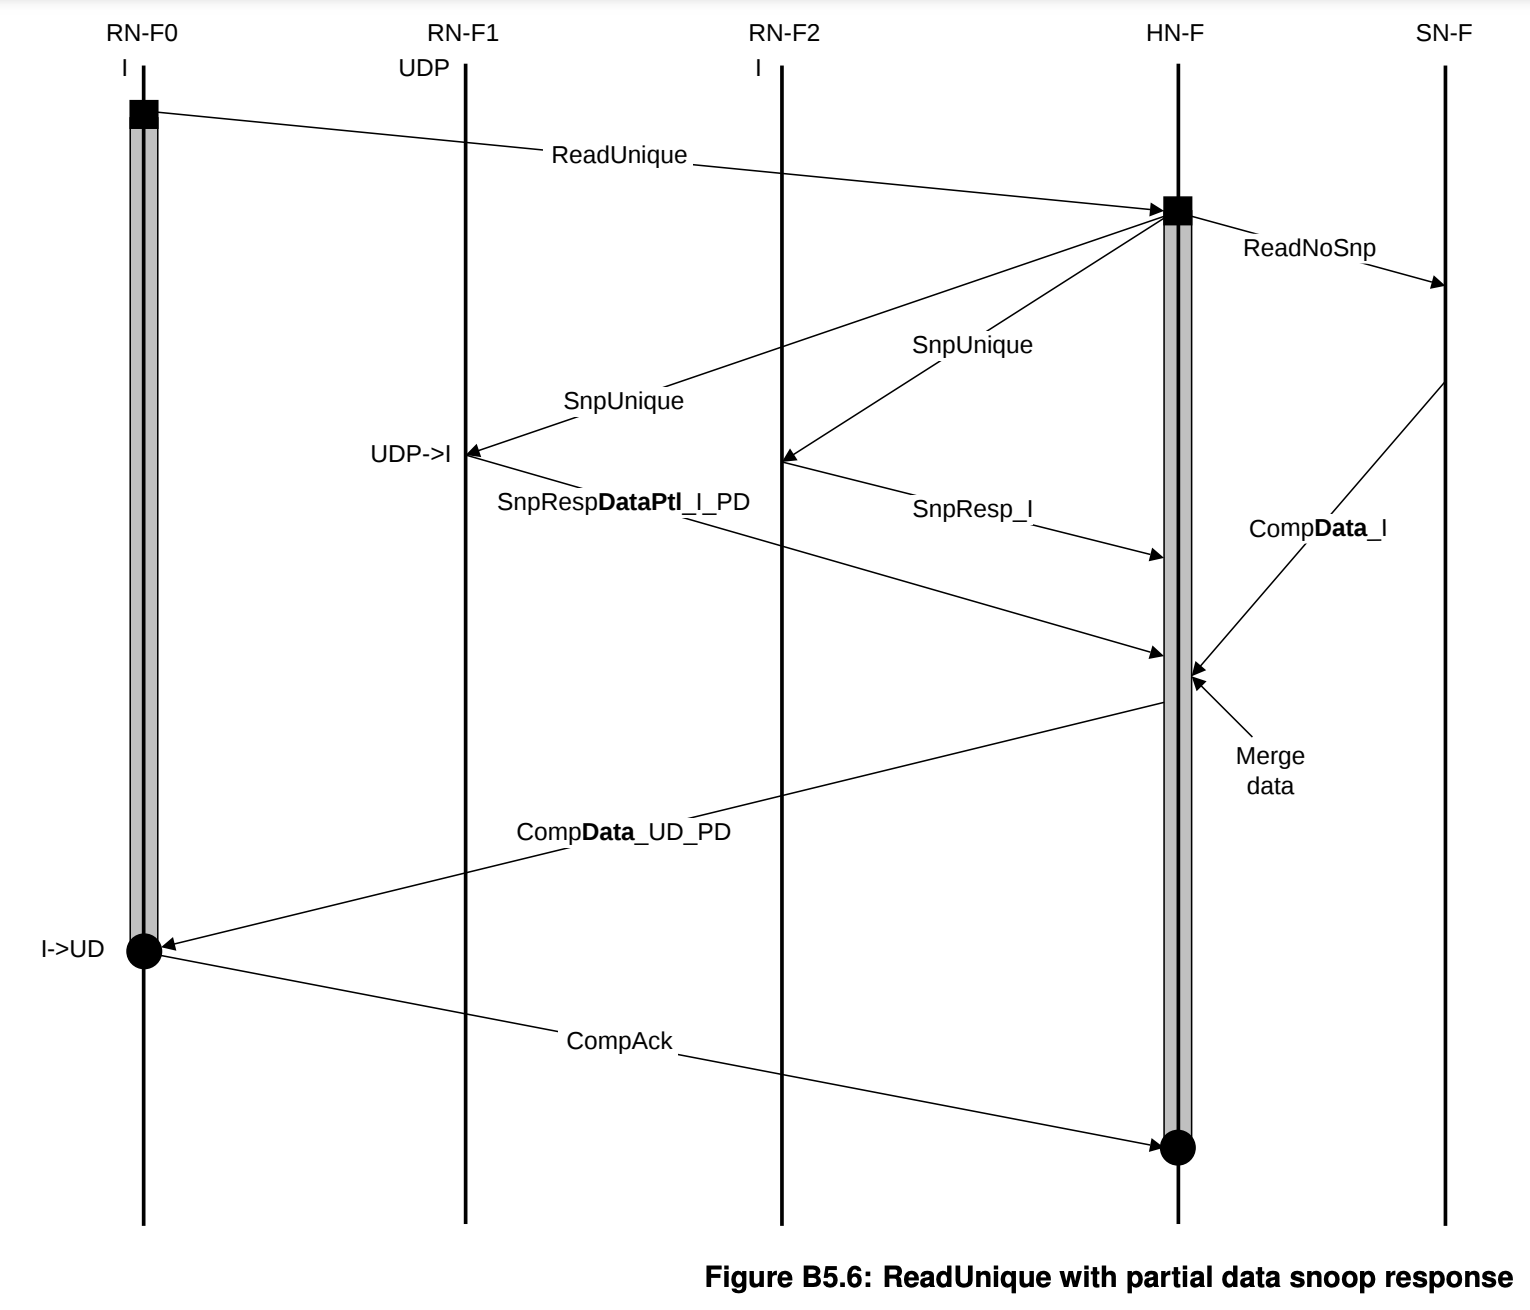 RN-F0 RN-F1 RN-F2 HN-F SN-F
I UDP I
ReadUnique
ReadNoSnp
SnpUnique
SnpUnique
UDP->I
SnpRespDataPtl_I_PD
SnpResp_I
CompData_I
Merge
data
CompData_UD_PD
I->UD
CompAck
Figure B5.6: ReadUnique with partial data snoop response